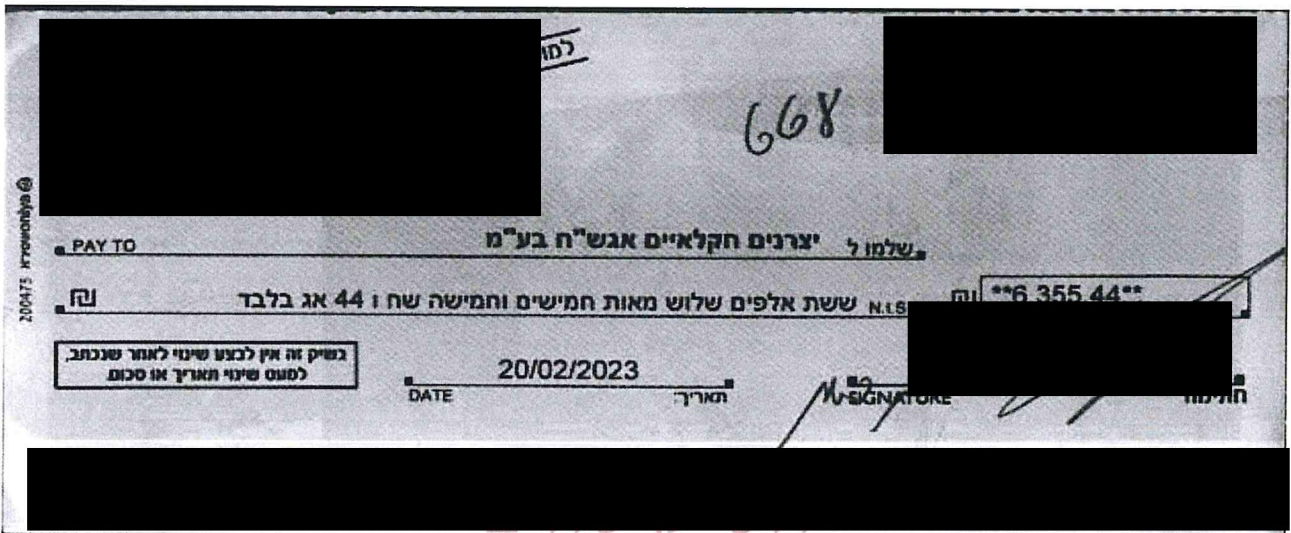 668
שלמו ל יצרנים חקלאיים אגש"ח בע"מ PAY TO
**6,355.44** ₪
N.I.S ששת אלפים שלוש מאות חמישים וחמישה שח ו 44 אג בלבד ₪
בשיק זה אין לבצע שינוי לאחר שנכתב,
למעט שינוי תאריך או סכום
20/02/2023
תאריך: DATE
חתימה SIGNATURE
200475